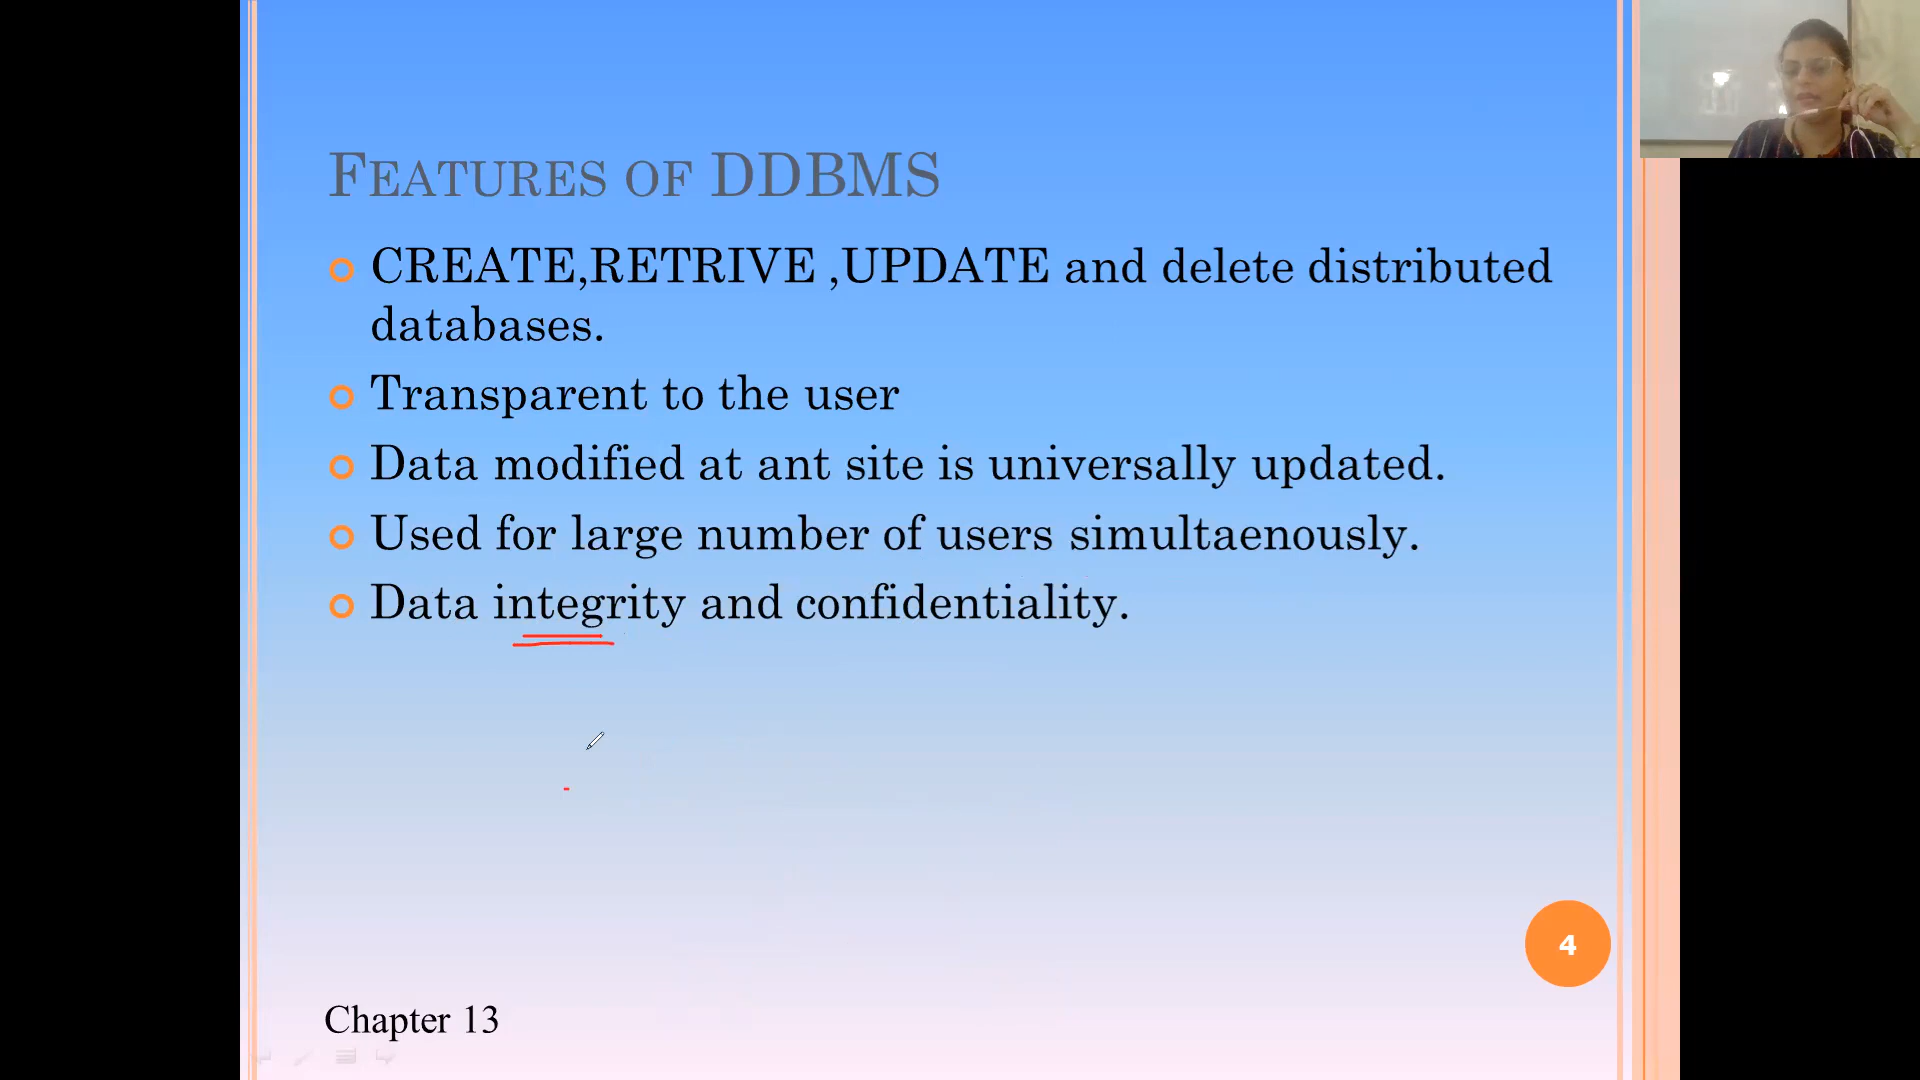 FEATURES OF DDBMS
CREATE,RETRIVE ,UPDATE and delete distributed
databases.
Transparent to the user
Data modified at ant site is universally updated.
Used for large number of users simultaenously.
Data integrity and confidentiality.
4
Chapter 13